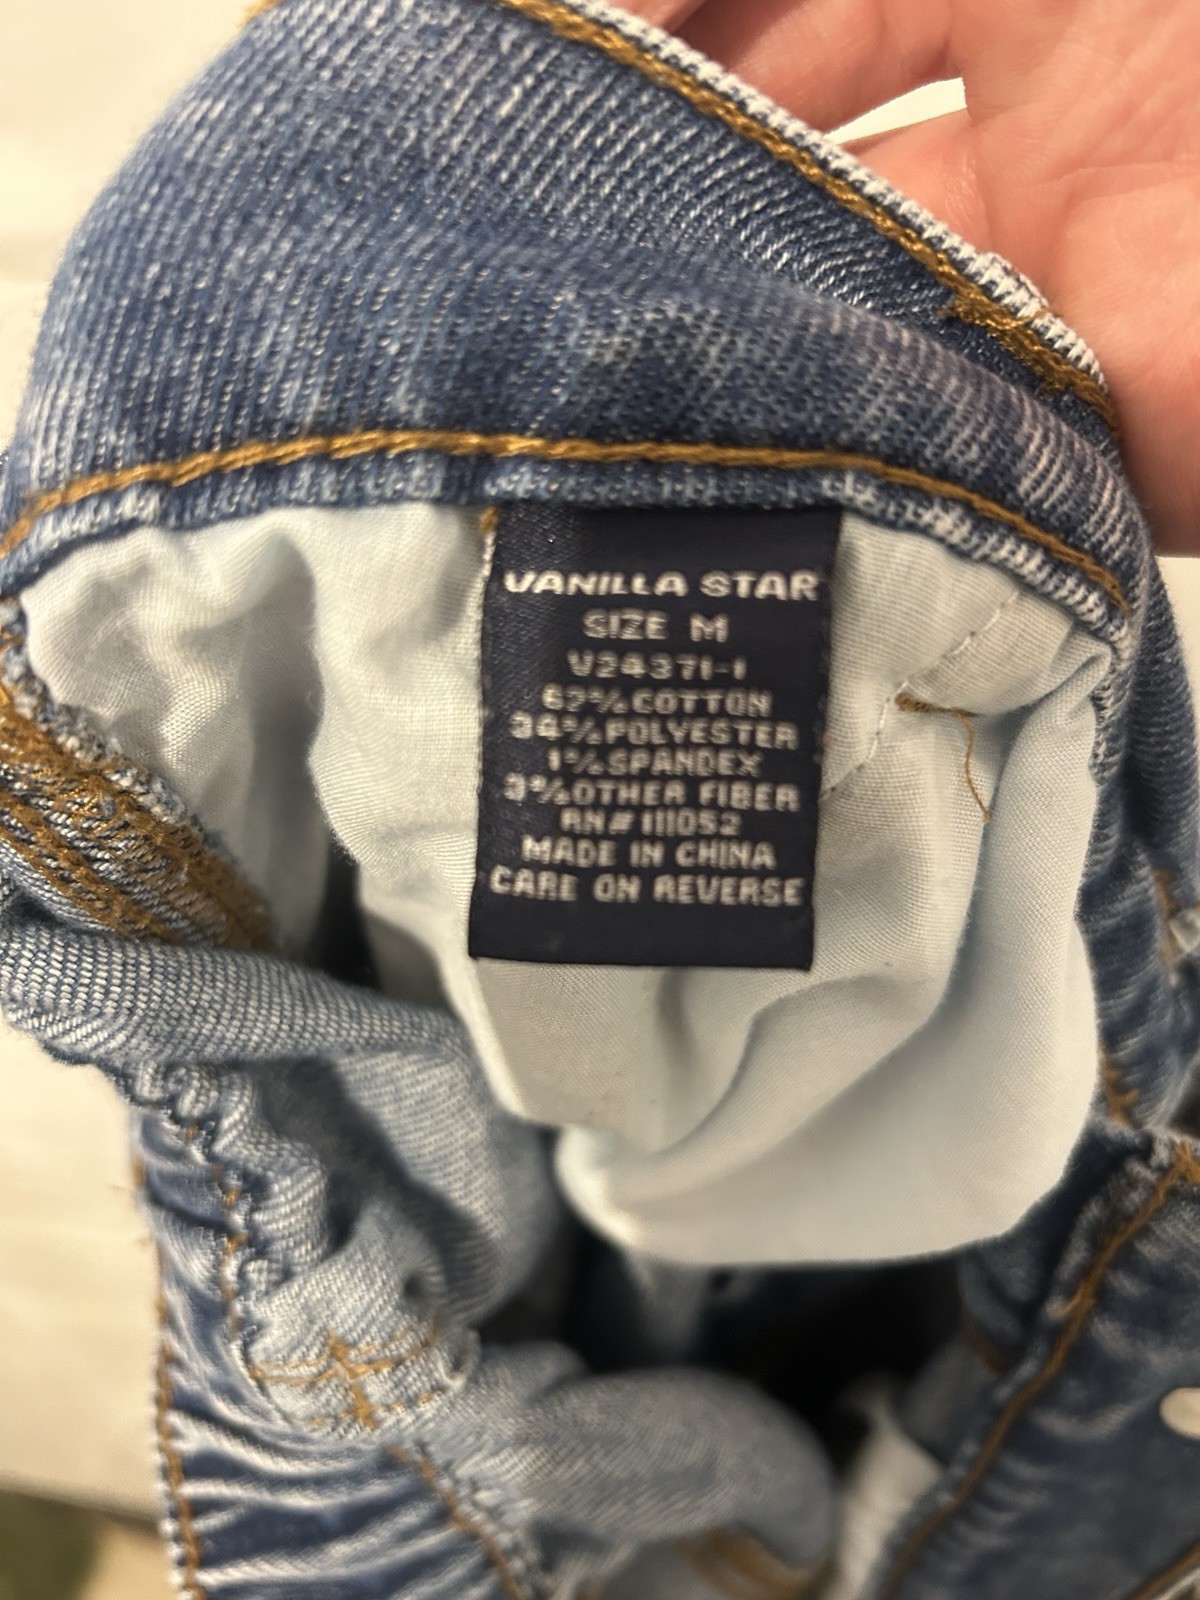 VANILLA STAR
SIZE M
V24371-1
62% COTTON
34% POLYESTER
1% SPANDEX
3% OTHER FIBER
RN# 111052
MADE IN CHINA
CARE ON REVERSE